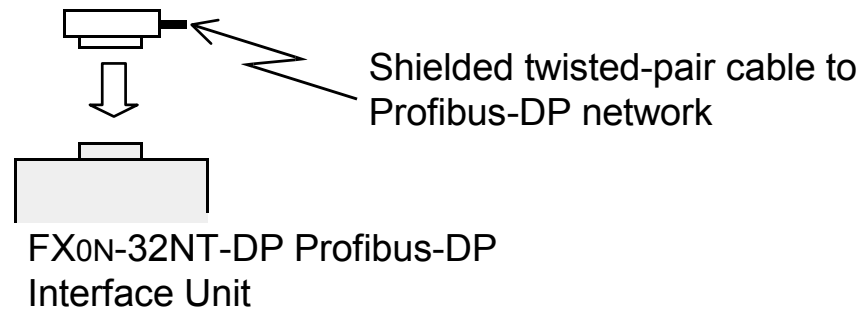 Shielded twisted-pair cable to
Profibus-DP network
FX0N-32NT-DP Profibus-DP
Interface Unit